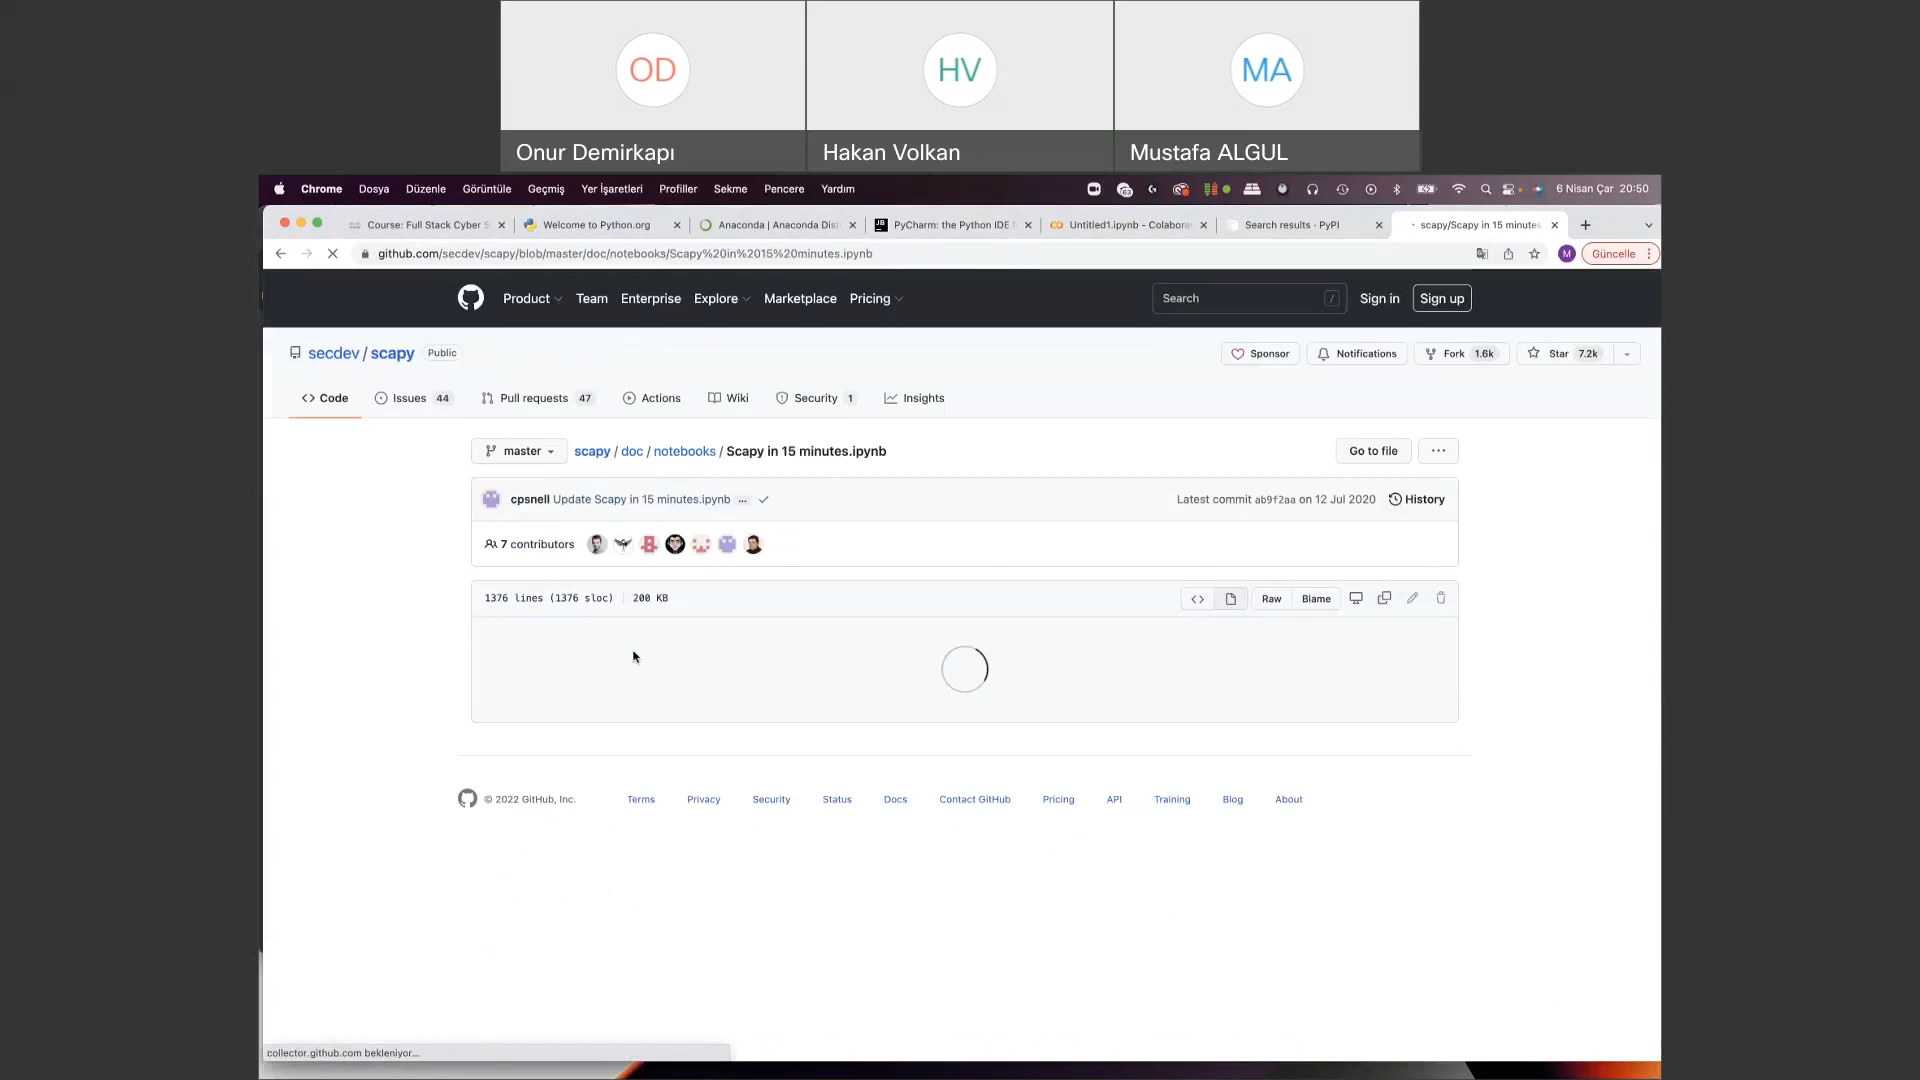 OD
HV
MA
Onur Demirkapı
Hakan Volkan
Mustafa ALGUL
Chrome Dosya Düzenle Görüntüle Geçmiş Yer İşaretleri Profiller Sekme Pencere Yardım
63
6 Nisan Çar 20:50
Course: Full Stack Cyber S
Welcome to Python.org
Anaconda | Anaconda Dist
PyCharm: the Python IDE f
Untitled1.ipynb - Colabora
Search results · PyPI
scapy/Scapy in 15 minutes
github.com/secdev/scapy/blob/master/doc/notebooks/Scapy%20in%2015%20minutes.ipynb
M
Güncelle
Product Team Enterprise Explore Marketplace Pricing
Search /
Sign in Sign up
secdev / scapy Public
Sponsor Notifications Fork 1.6k Star 7.2k
Code Issues 44 Pull requests 47 Actions Wiki Security 1 Insights
master scapy / doc / notebooks / Scapy in 15 minutes.ipynb
Go to file ...
cpsnell Update Scapy in 15 minutes.ipynb ...
Latest commit ab9f2aa on 12 Jul 2020 History
7 contributors
1376 lines (1376 sloc) 200 KB
<> Raw Blame
© 2022 GitHub, Inc. Terms Privacy Security Status Docs Contact GitHub Pricing API Training Blog About
collector.github.com bekleniyor...